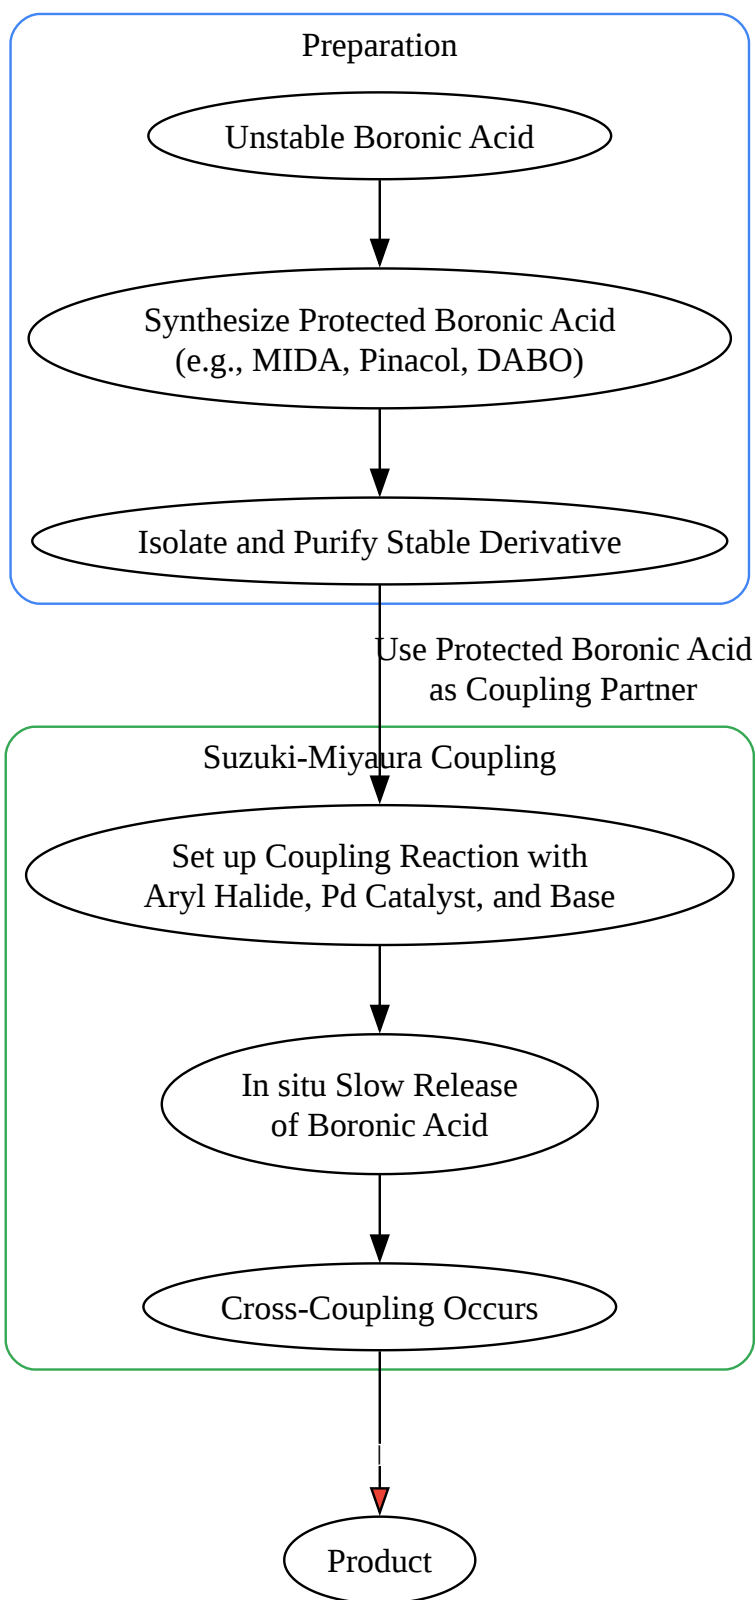 Preparation
Unstable Boronic Acid
Synthesize Protected Boronic Acid
(e.g., MIDA, Pinacol, DABO)
Isolate and Purify Stable Derivative
Use Protected Boronic Acid
as Coupling Partner
Suzuki-Miyaura Coupling
Set up Coupling Reaction with
Aryl Halide, Pd Catalyst, and Base
In situ Slow Release
of Boronic Acid
Cross-Coupling Occurs
Product